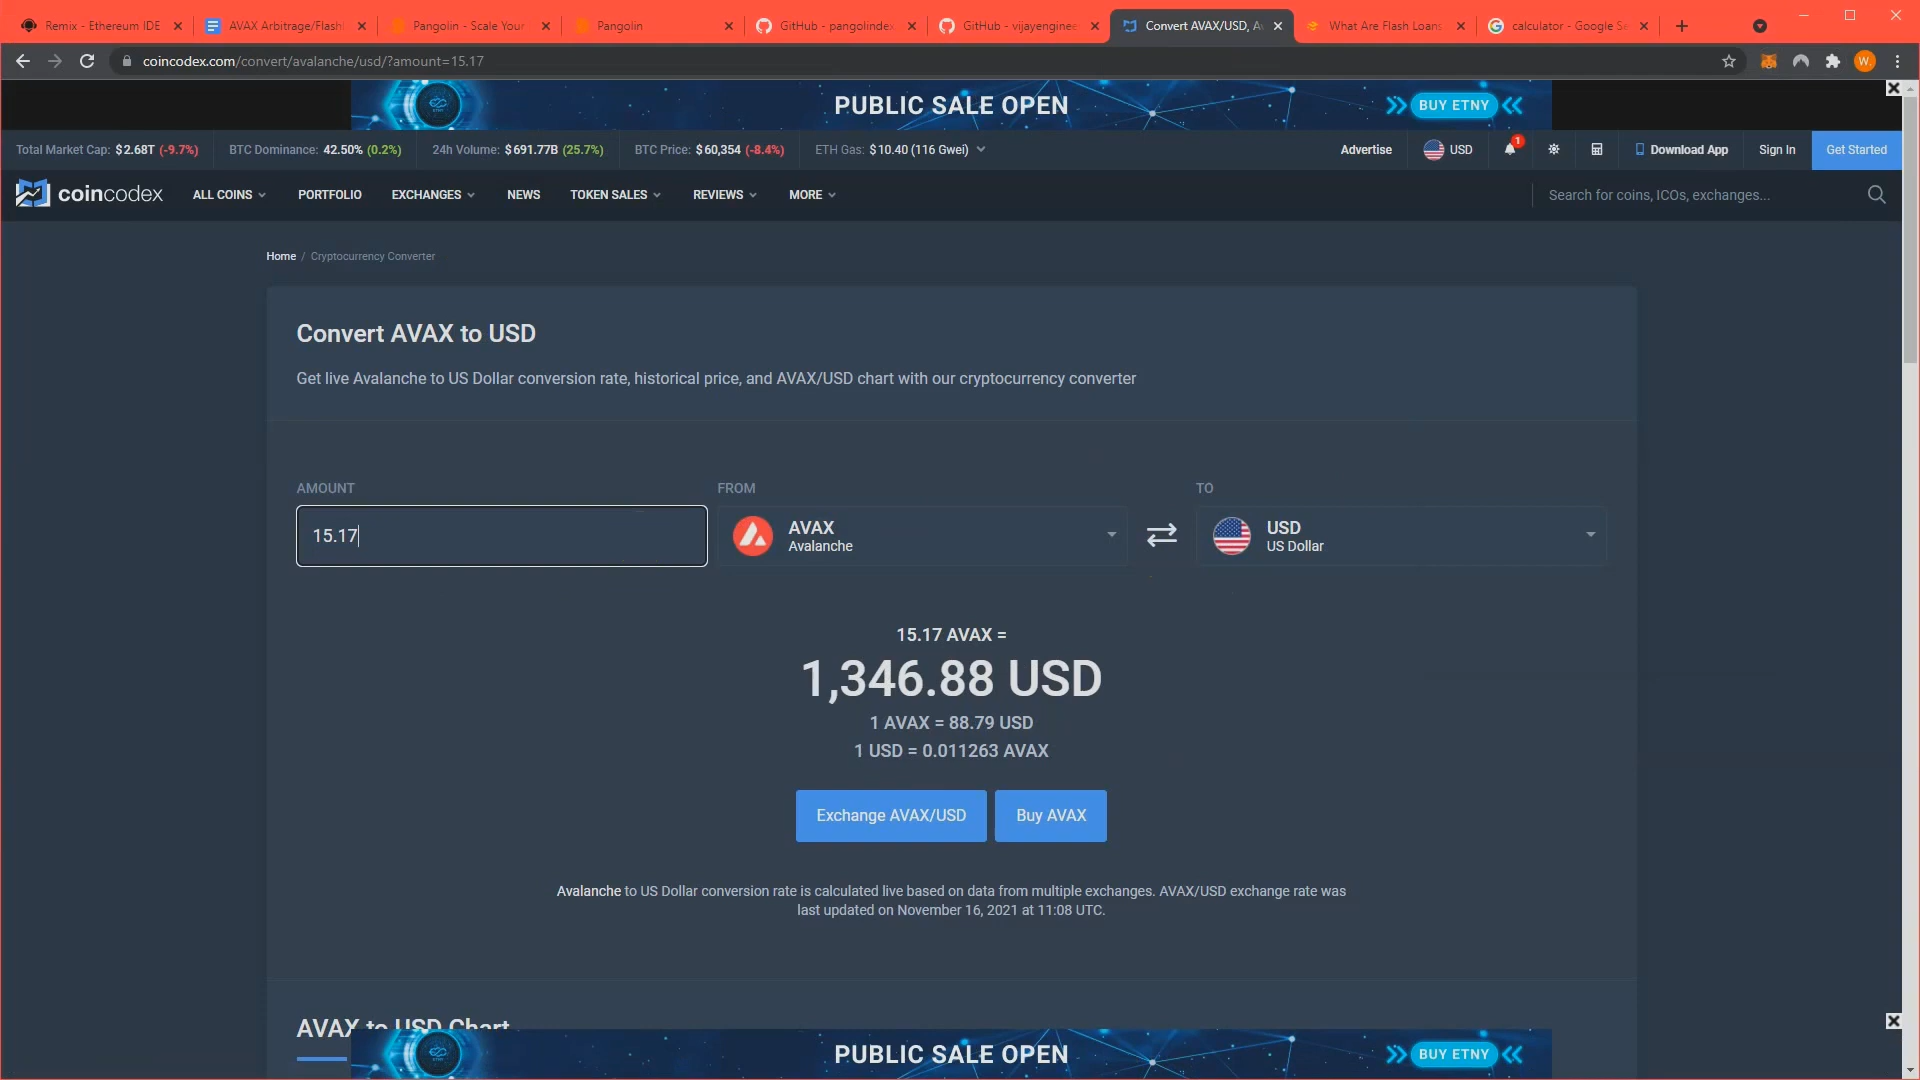 Remix - Ethereum IDE
AVAX Arbitrage/Flash
Pangolin - Scale Your
Pangolin
GitHub - pangolindex
GitHub - vijayenginee
Convert AVAX/USD, A
What Are Flash Loans
calculator - Google Se
coincodex.com/convert/avalanche/usd/?amount=15.17
W.
PUBLIC SALE OPEN
BUY ETNY
Total Market Cap: $2.68T (-9.7%)
BTC Dominance: 42.50% (0.2%)
24h Volume: $691.77B (25.7%)
BTC Price: $60,354 (-8.4%)
ETH Gas: $10.40 (116 Gwei)
Advertise
USD
1
Download App
Sign In
Get Started
coincodex
ALL COINS
PORTFOLIO
EXCHANGES
NEWS
TOKEN SALES
REVIEWS
MORE
Search for coins, ICOs, exchanges...
Home / Cryptocurrency Converter
Convert AVAX to USD
Get live Avalanche to US Dollar conversion rate, historical price, and AVAX/USD chart with our cryptocurrency converter
AMOUNT
FROM
TO
15.17
AVAX
Avalanche
USD
US Dollar
15.17 AVAX =
1,346.88 USD
1 AVAX = 88.79 USD
1 USD = 0.011263 AVAX
Exchange AVAX/USD
Buy AVAX
Avalanche to US Dollar conversion rate is calculated live based on data from multiple exchanges. AVAX/USD exchange rate was
last updated on November 16, 2021 at 11:08 UTC.
AVAX to USD Chart
PUBLIC SALE OPEN
BUY ETNY